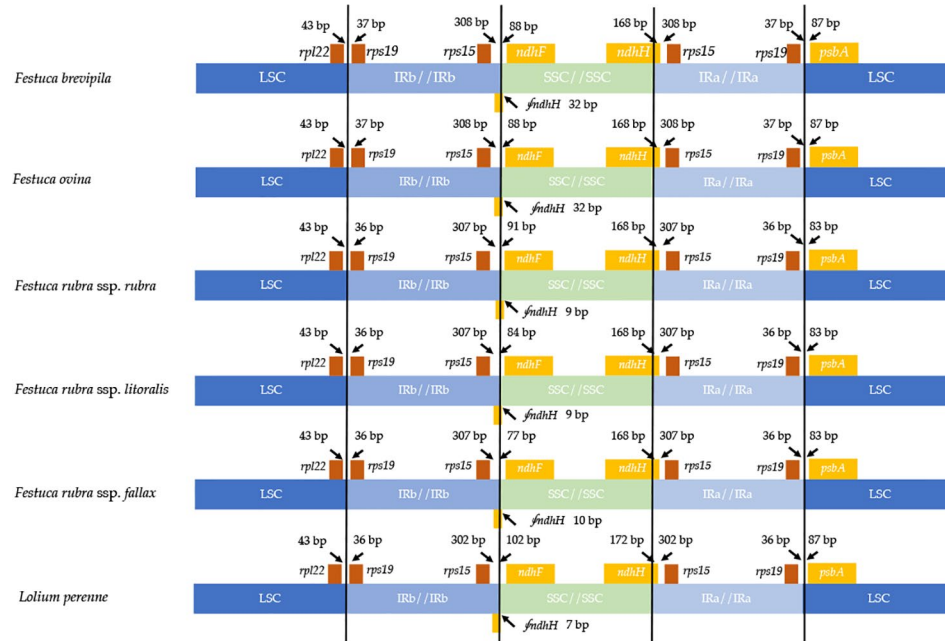 43 bp 37 bp 308 bp 88 bp 168 bp 308 bp 37 bp 87 bp
rpl22 rps19 rps15 ndhF ndhH rps15 rps19 psbA
Festuca brevipila LSC IRb//IRb SSC//SSC IRa//IRa LSC
ψndhH 32 bp
43 bp 37 bp 308 bp 88 bp 168 bp 308 bp 37 bp 87 bp
rpl22 rps19 rps15 ndhF ndhH rps15 rps19 psbA
Festuca ovina LSC IRb//IRb SSC//SSC IRa//IRa LSC
ψndhH 32 bp
43 bp 36 bp 307 bp 91 bp 168 bp 307 bp 36 bp 83 bp
rpl22 rps19 rps15 ndhF ndhH rps15 rps19 psbA
Festuca rubra ssp. rubra LSC IRb//IRb SSC//SSC IRa//IRa LSC
ψndhH 9 bp
43 bp 36 bp 307 bp 84 bp 168 bp 307 bp 36 bp 83 bp
rpl22 rps19 rps15 ndhF ndhH rps15 rps19 psbA
Festuca rubra ssp. litoralis LSC IRb//IRb SSC//SSC IRa//IRa LSC
ψndhH 9 bp
43 bp 36 bp 307 bp 77 bp 168 bp 307 bp 36 bp 83 bp
rpl22 rps19 rps15 ndhF ndhH rps15 rps19 psbA
Festuca rubra ssp. fallax LSC IRb//IRb SSC//SSC IRa//IRa LSC
ψndhH 10 bp
43 bp 36 bp 302 bp 102 bp 172 bp 302 bp 36 bp 87 bp
rpl22 rps19 rps15 ndhF ndhH rps15 rps19 psbA
Lolium perenne LSC IRb//IRb SSC//SSC IRa//IRa LSC
ψndhH 7 bp